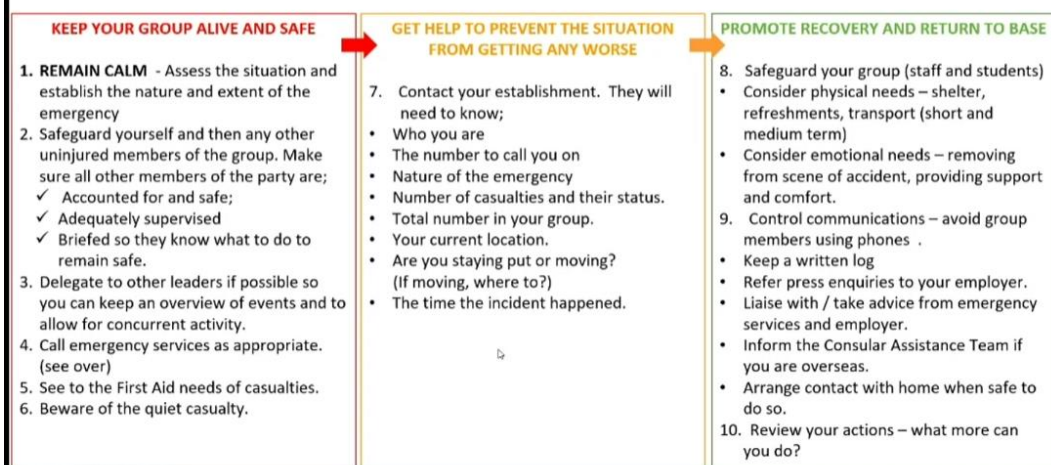 KEEP YOUR GROUP ALIVE AND SAFE
1. REMAIN CALM - Assess the situation and
establish the nature and extent of the
emergency
2. Safeguard yourself and then any other
uninjured members of the group. Make
sure all other members of the party are;
✓ Accounted for and safe;
✓ Adequately supervised
✓ Briefed so they know what to do to
remain safe.
3. Delegate to other leaders if possible so
you can keep an overview of events and to
allow for concurrent activity.
4. Call emergency services as appropriate.
(see over)
5. See to the First Aid needs of casualties.
6. Beware of the quiet casualty.
GET HELP TO PREVENT THE SITUATION
FROM GETTING ANY WORSE
7. Contact your establishment. They will
need to know;
• Who you are
• The number to call you on
• Nature of the emergency
• Number of casualties and their status.
• Total number in your group.
• Your current location.
• Are you staying put or moving?
(If moving, where to?)
• The time the incident happened.
PROMOTE RECOVERY AND RETURN TO BASE
8. Safeguard your group (staff and students)
• Consider physical needs – shelter,
refreshments, transport (short and
medium term)
• Consider emotional needs – removing
from scene of accident, providing support
and comfort.
9. Control communications – avoid group
members using phones .
• Keep a written log
• Refer press enquiries to your employer.
• Liaise with / take advice from emergency
services and employer.
• Inform the Consular Assistance Team if
you are overseas.
• Arrange contact with home when safe to
do so.
10. Review your actions – what more can
you do?